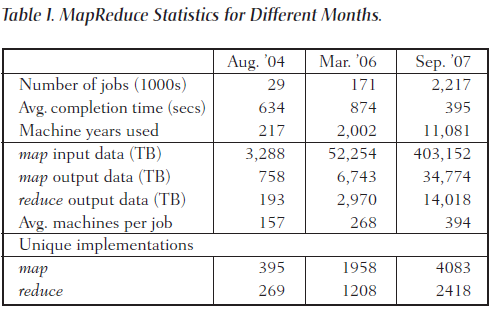 Table I. MapReduce Statistics for Different Months.
Aug. '04 Mar. '06 Sep. '07
Number of jobs (1000s) 29 171 2,217
Avg. completion time (secs) 634 874 395
Machine years used 217 2,002 11,081
map input data (TB) 3,288 52,254 403,152
map output data (TB) 758 6,743 34,774
reduce output data (TB) 193 2,970 14,018
Avg. machines per job 157 268 394
Unique implementations
map 395 1958 4083
reduce 269 1208 2418